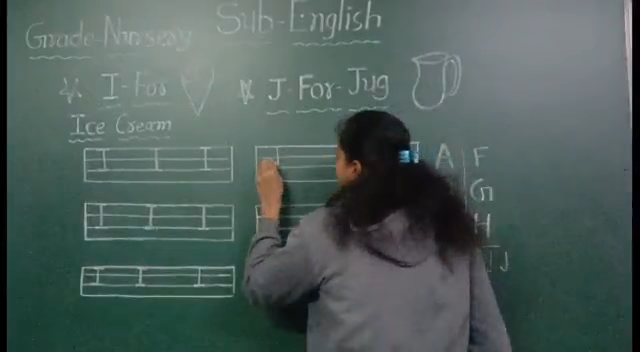 Grade-Nursery Sub-English
I-For J-For-Jug
Ice Cream
I I I
I I I
I I I
A F
G
H
I J